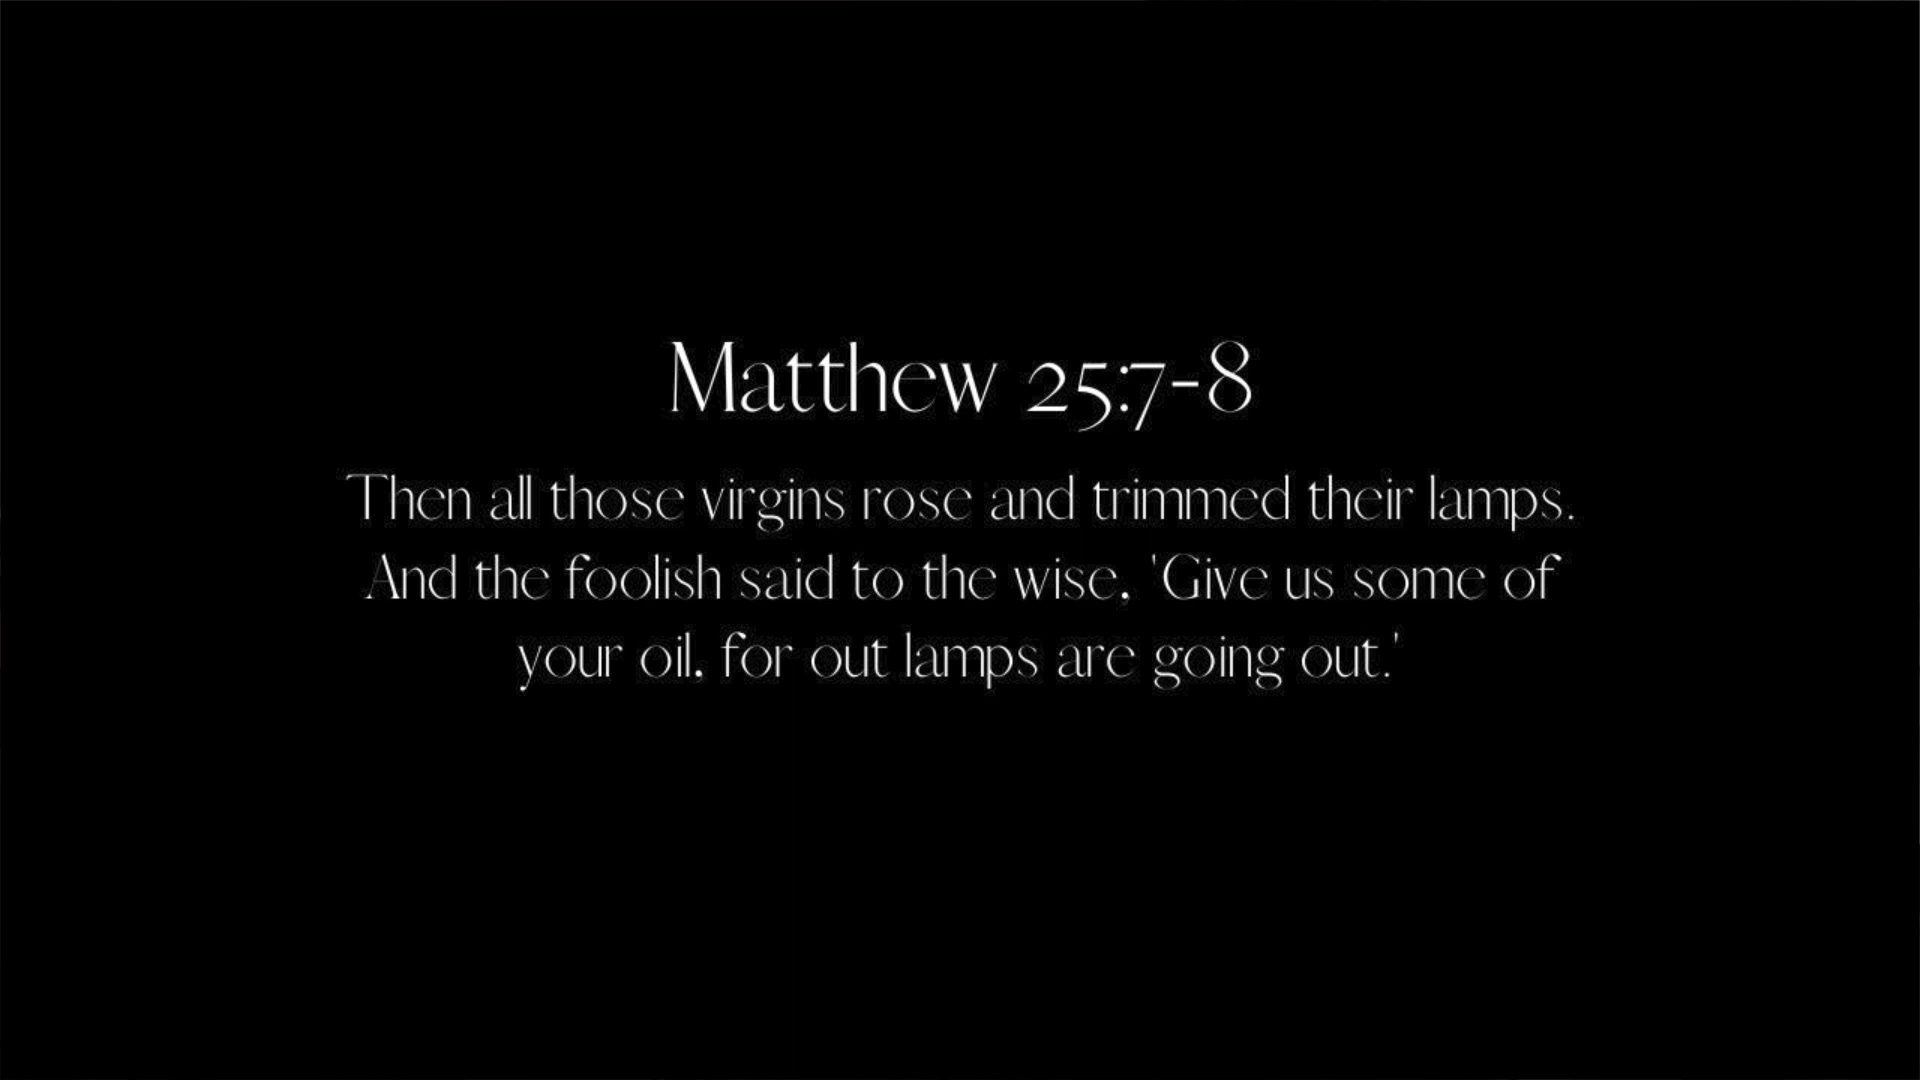 Matthew 25:7-8
Then all those virgins rose and trimmed their lamps.
And the foolish said to the wise, 'Give us some of
your oil, for out lamps are going out.'